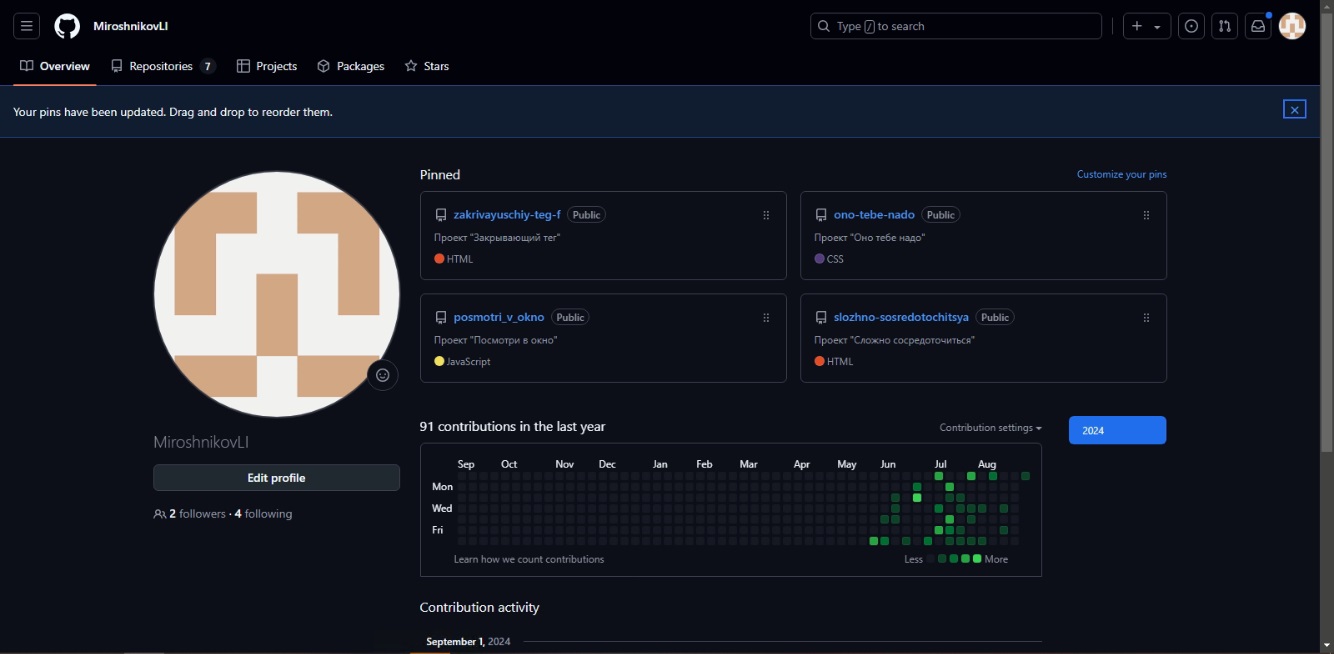 MiroshnikovLI
Type / to search
Overview
Repositories 7
Projects
Packages
Stars
Your pins have been updated. Drag and drop to reorder them.
Pinned
Customize your pins
zakrivayuschiy-teg-f Public
Проект "Закрывающий тег"
HTML
ono-tebe-nado Public
Проект "Оно тебе надо"
CSS
posmotri_v_okno Public
Проект "Посмотри в окно"
JavaScript
slozhno-sosredotochitsya Public
Проект "Сложно сосредоточиться"
HTML
MiroshnikovLI
Edit profile
2 followers · 4 following
91 contributions in the last year
Contribution settings
2024
Sep Oct Nov Dec Jan Feb Mar Apr May Jun Jul Aug
Mon
Wed
Fri
Learn how we count contributions
Less More
Contribution activity
September 1, 2024